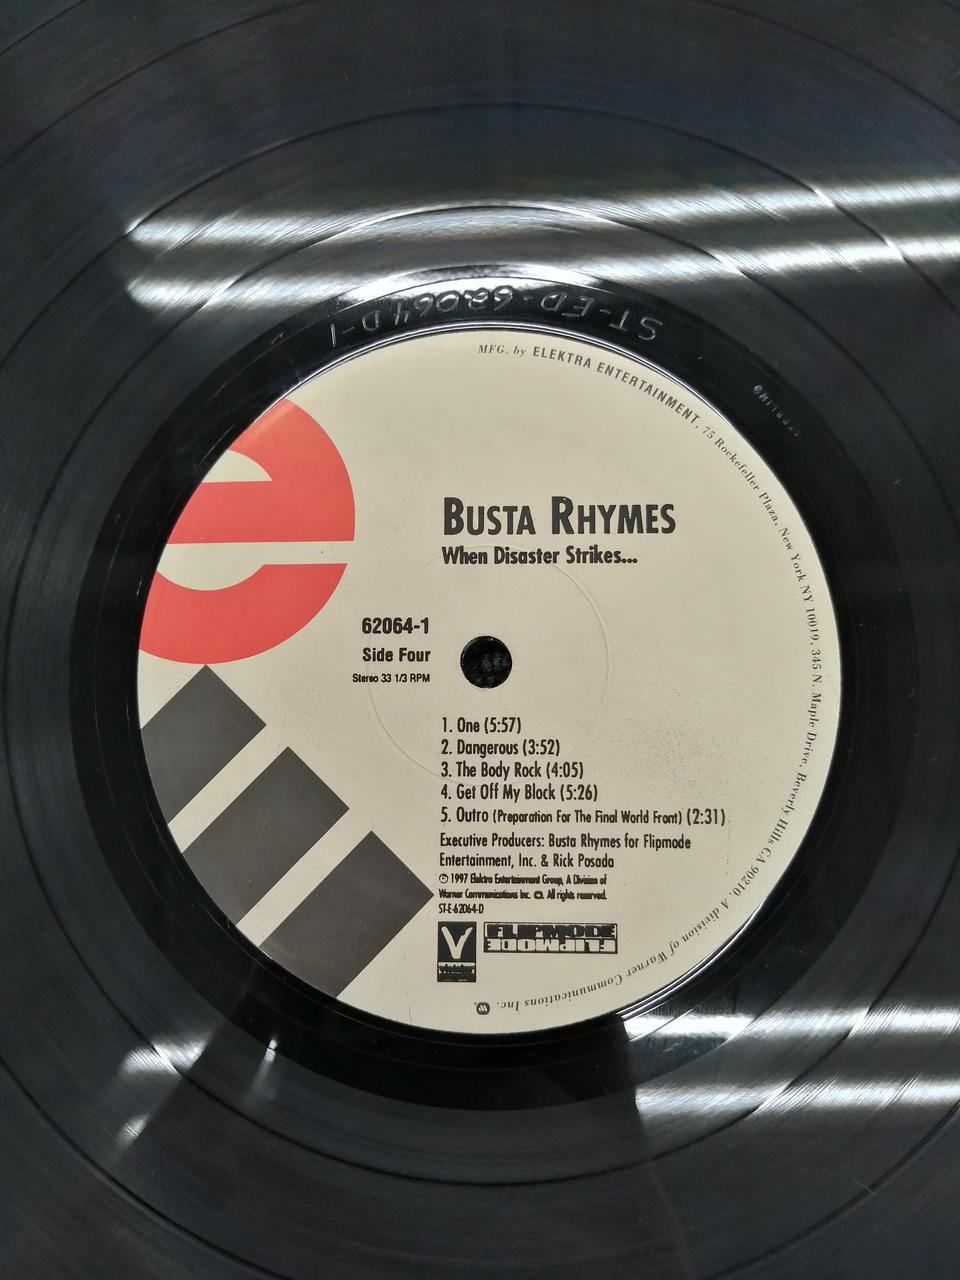 ST-ED-62064 D-1
STERLING
MFG. by ELEKTRA ENTERTAINMENT, 75 Rockefeller Plaza, New York NY 10019, 345 N. Maple Drive, Beverly Hills CA 90210. A division of Warner Communications Inc.
e
BUSTA RHYMES
When Disaster Strikes...
62064-1
Side Four
Stereo 33 1/3 RPM
1. One (5:57)
2. Dangerous (3:52)
3. The Body Rock (4:05)
4. Get Off My Block (5:26)
5. Outro (Preparation For The Final World Front) (2:31)
Executive Producers: Busta Rhymes for Flipmode
Entertainment, Inc. & Rick Posada
© 1997 Elektra Entertainment Group, A Division of
Warner Communications Inc. All rights reserved.
ST-E-62064-D
FLIPMODE
FLIPMODE